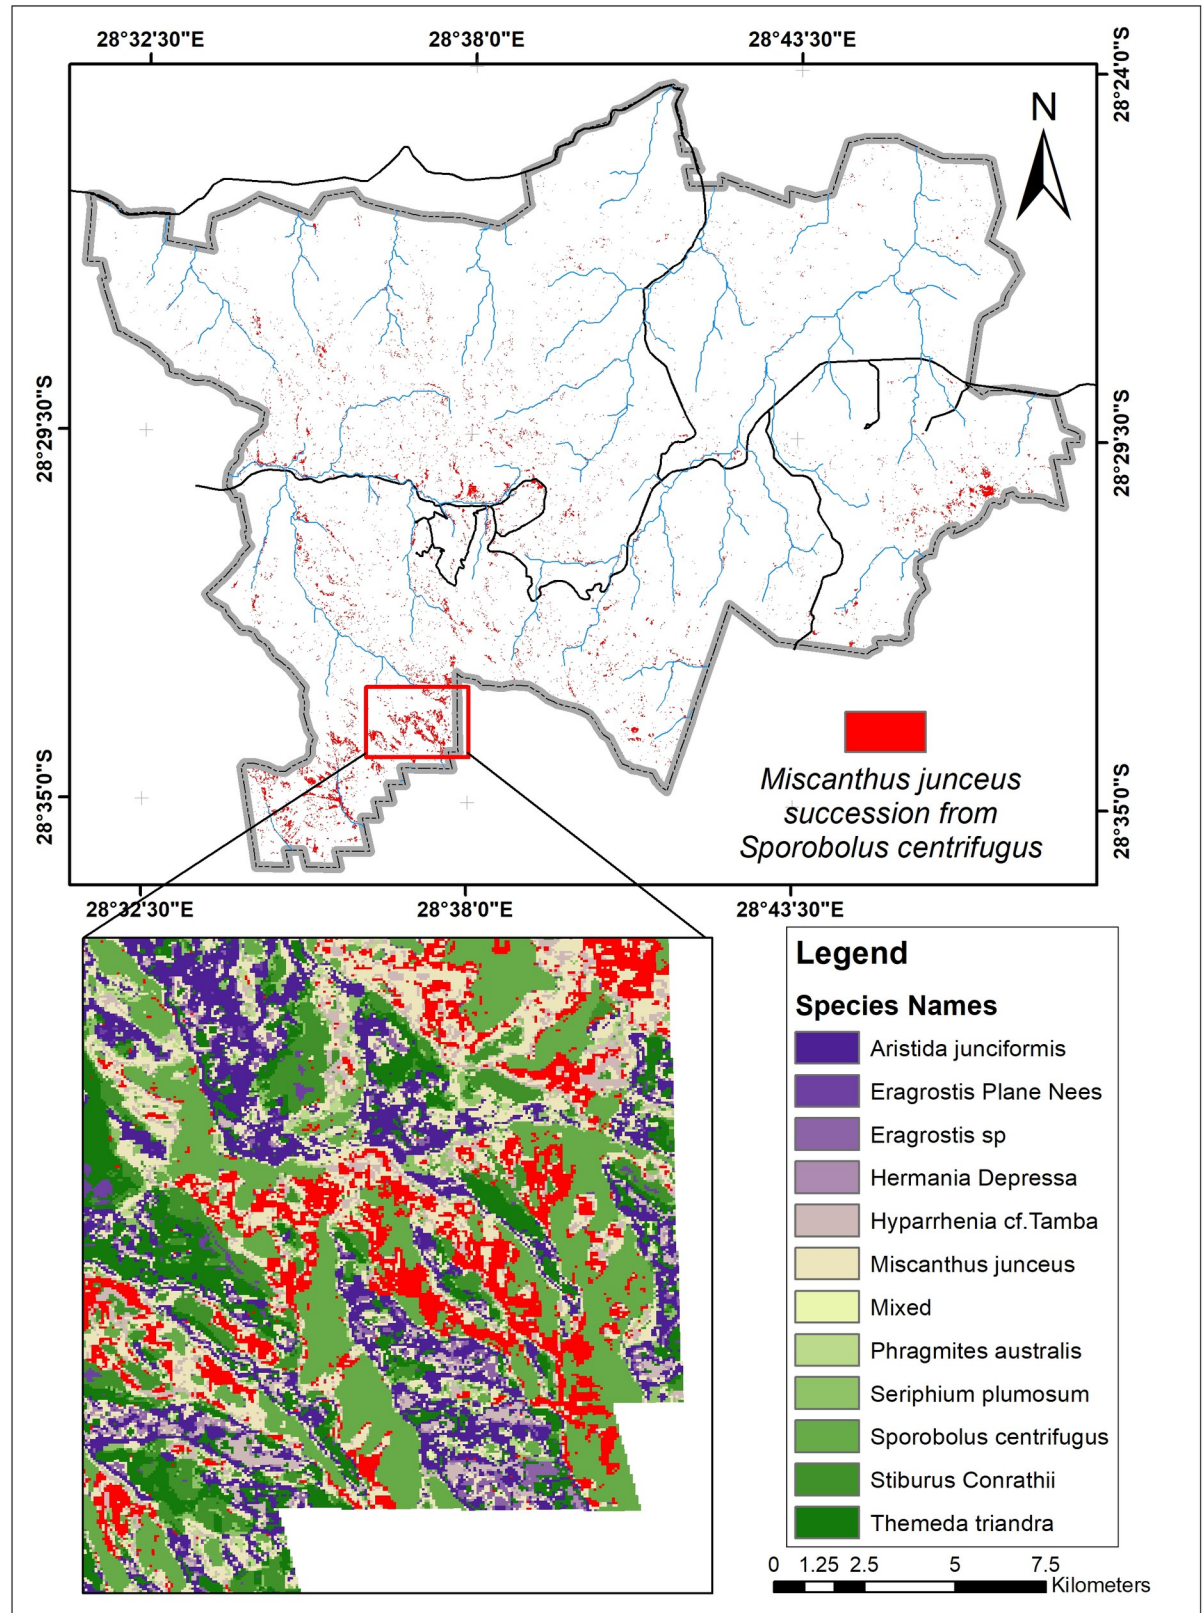 28°32'30"E 28°38'0"E 28°43'30"E
28°24'0"S
N
28°29'30"S
28°29'30"S
28°35'0"S
28°35'0"S
Miscanthus junceus
succession from
Sporobolus centrifugus
28°32'30"E 28°38'0"E 28°43'30"E
Legend
Species Names
Aristida junciformis
Eragrostis Plane Nees
Eragrostis sp
Hermania Depressa
Hyparrhenia cf.Tamba
Miscanthus junceus
Mixed
Phragmites australis
Seriphium plumosum
Sporobolus centrifugus
Stiburus Conrathii
Themeda triandra
0 1.25 2.5 5 7.5
Kilometers